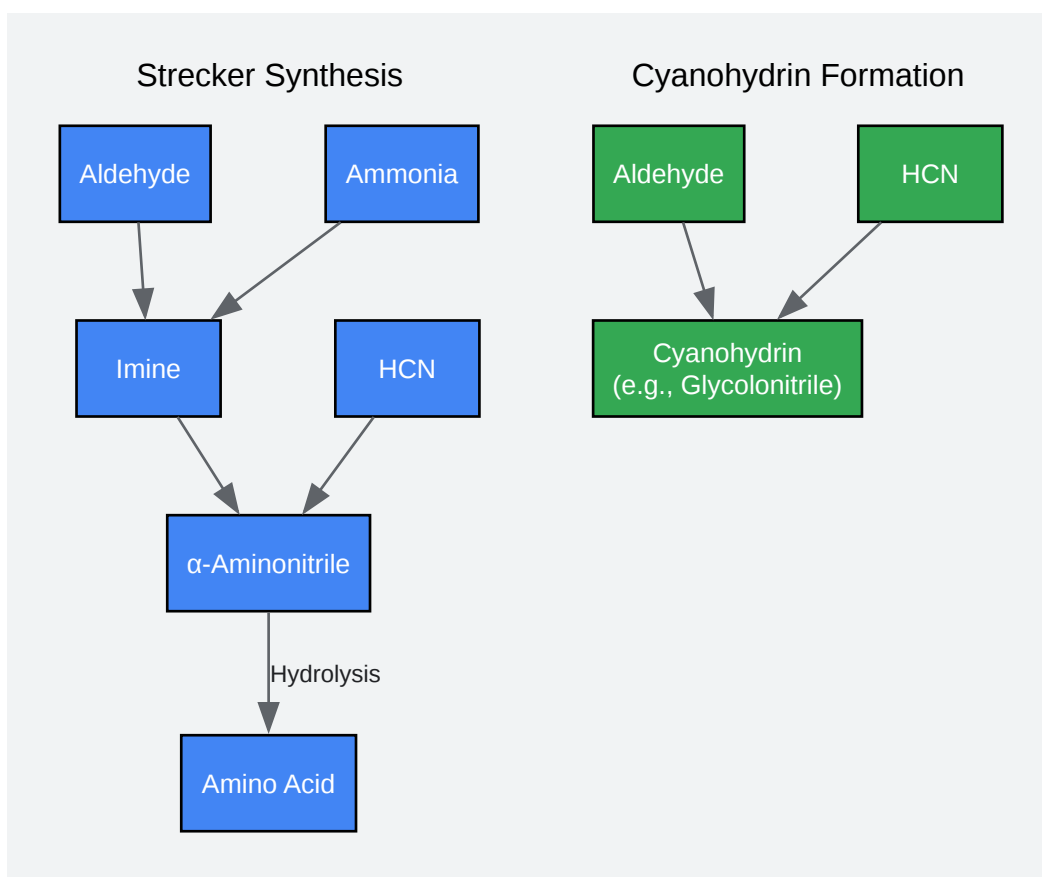 Strecker Synthesis
Aldehyde
Ammonia
Imine
HCN
α-Aminonitrile
Hydrolysis
Amino Acid
Cyanohydrin Formation
Aldehyde
HCN
Cyanohydrin
(e.g., Glycolonitrile)